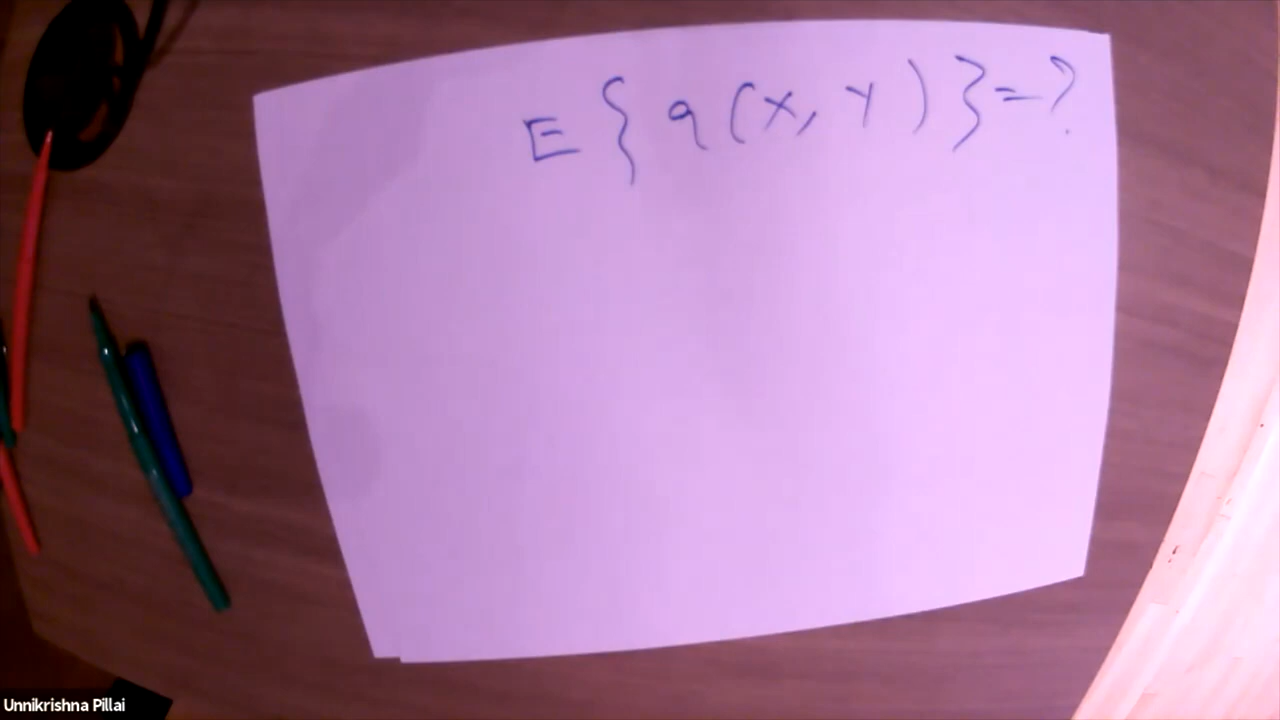 E { g ( X, Y ) } = ?
Unnikrishna Pillai